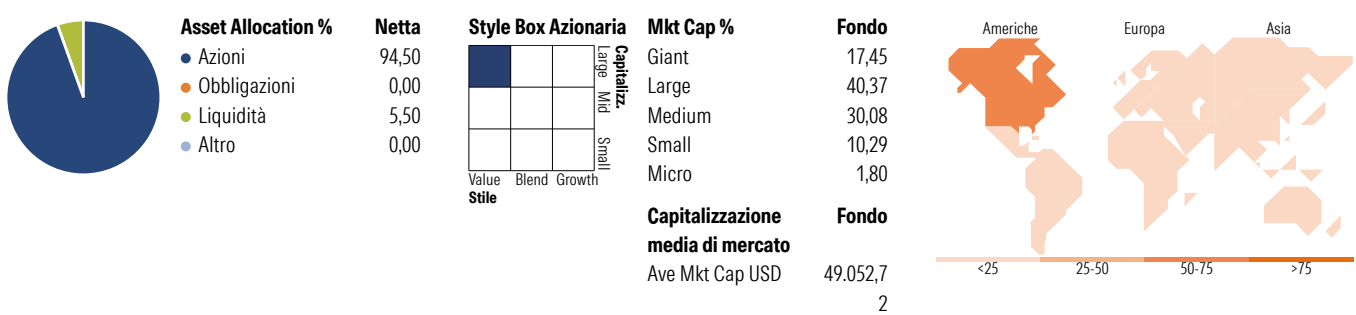 Asset Allocation % Netta
Azioni 94,50
Obbligazioni 0,00
Liquidità 5,50
Altro 0,00
Style Box Azionaria
Capitalizz.
Large Mid Small
Value Blend Growth
Stile
Mkt Cap % Fondo
Giant 17,45
Large 40,37
Medium 30,08
Small 10,29
Micro 1,80
Capitalizzazione Fondo
media di mercato
Ave Mkt Cap USD 49.052,7
2
Americhe Europa Asia
<25 25-50 50-75 >75